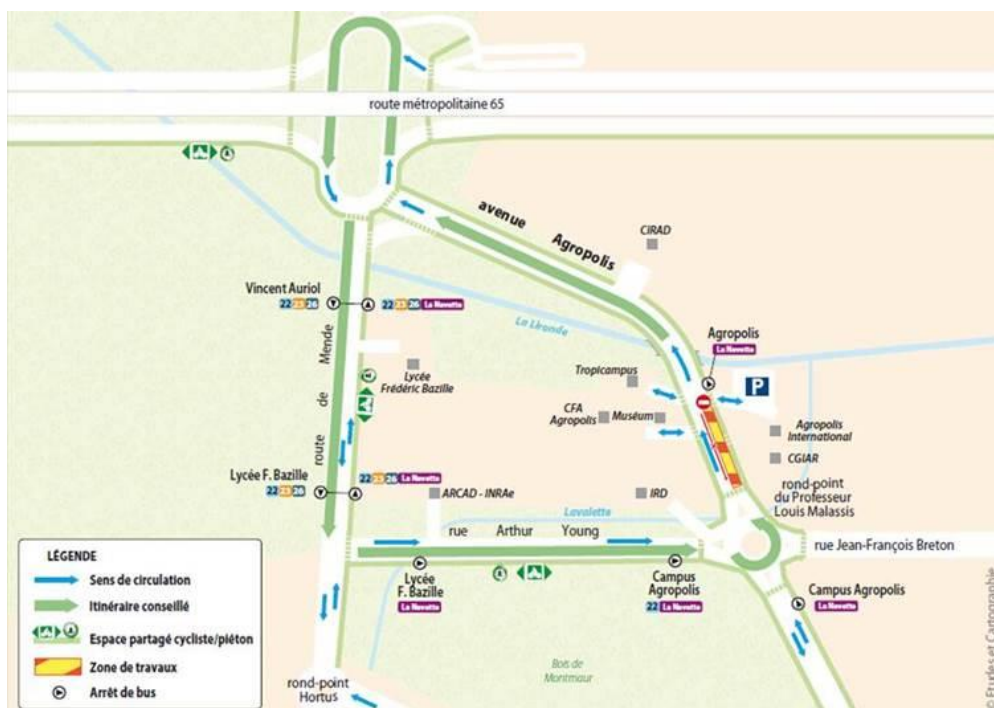 route métropolitaine 65
avenue Agropolis
CIRAD
Vincent Auriol
22 23 26
22 23 26 La Navette
La Lironde
Agropolis
La Navette
route de Mende
Lycée
Frédéric Bazille
Tropicampus
P
CFA
Agropolis
Muséum
Agropolis
International
CGIAR
Lycée F. Bazille
22 23 26
22 23 26 La Navette
ARCAD - INRAe
IRD
rond-point
du Professeur
Louis Malassis
Lavalette
rue Arthur Young
rue Jean-François Breton
LÉGENDE
Sens de circulation
Itinéraire conseillé
Espace partagé cycliste/piéton
Zone de travaux
Arrêt de bus
Lycée
F. Bazille
La Navette
Campus
Agropolis
22 La Navette
Campus Agropolis
La Navette
Bois de
Montmaur
rond-point
Hortus
© Etudes et Cartographie